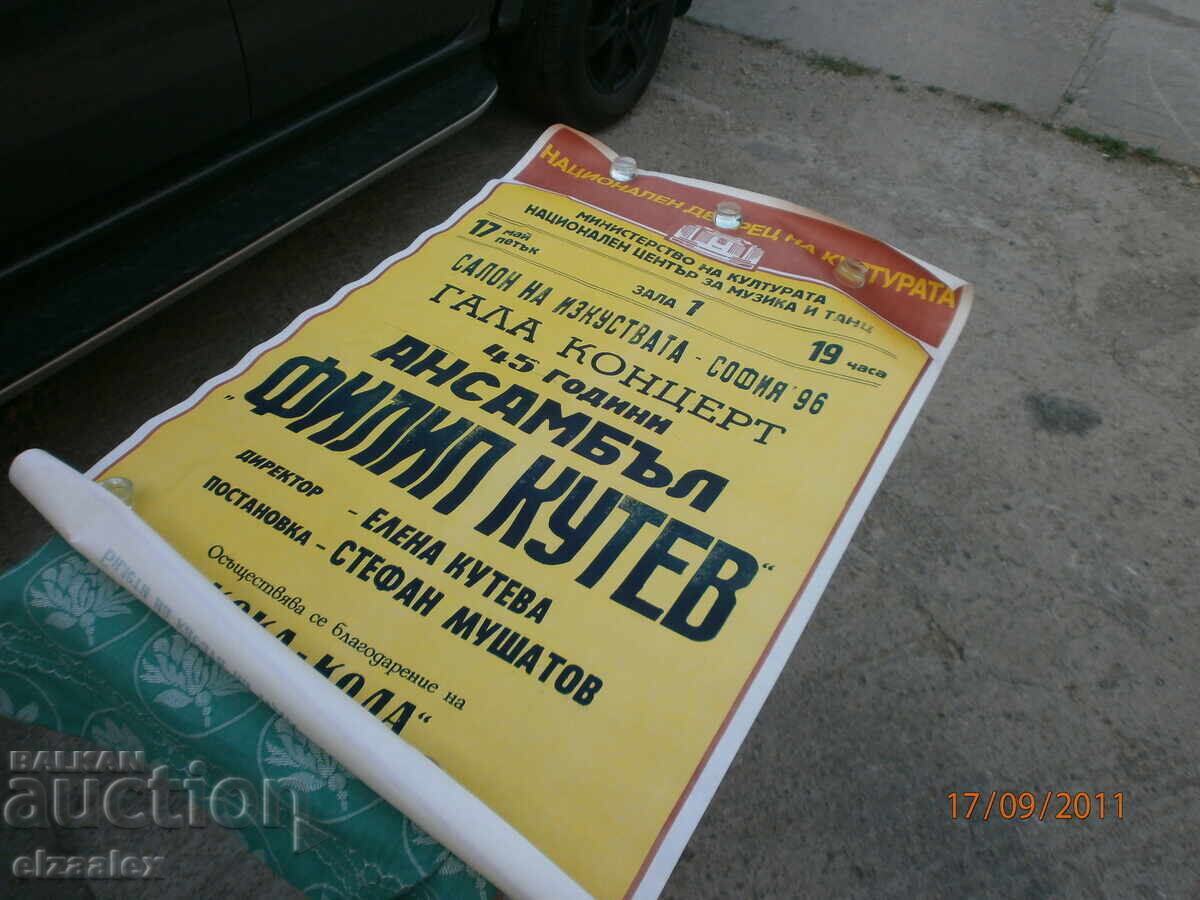 НАЦИОНАЛЕН ДВОРЕЦ НА КУЛТУРАТА
МИНИСТЕРСТВО НА КУЛТУРАТА
НАЦИОНАЛЕН ЦЕНТЪР ЗА МУЗИКА И ТАНЦ
17 май петък
ЗАЛА 1
19 часа
САЛОН НА ИЗКУСТВАТА - СОФИЯ '96
ГАЛА КОНЦЕРТ
45 ГОДИНИ
АНСАМБЪЛ
„ФИЛИП КУТЕВ“
ДИРЕКТОР - ЕЛЕНА КУТЕВА
ПОСТАНОВКА - СТЕФАН МУШАТОВ
Осъществява се благодарение на
КОКА-КОЛА“
BALKAN
auction
elzaalex
17/09/2011